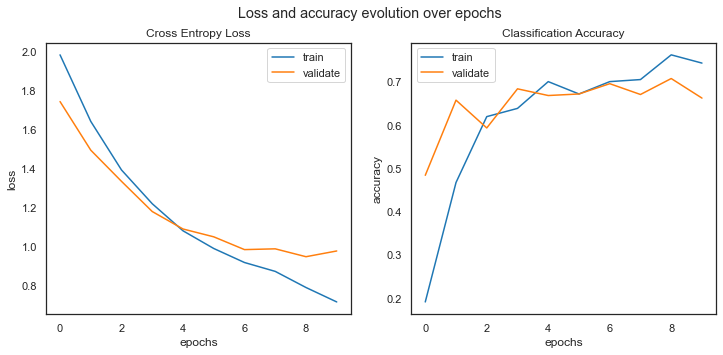 Loss and accuracy evolution over epochs
Cross Entropy Loss
train
validate
2.0
1.8
1.6
1.4
1.2
1.0
0.8
loss
0 2 4 6 8
epochs
Classification Accuracy
train
validate
0.7
0.6
0.5
0.4
0.3
0.2
accuracy
0 2 4 6 8
epochs